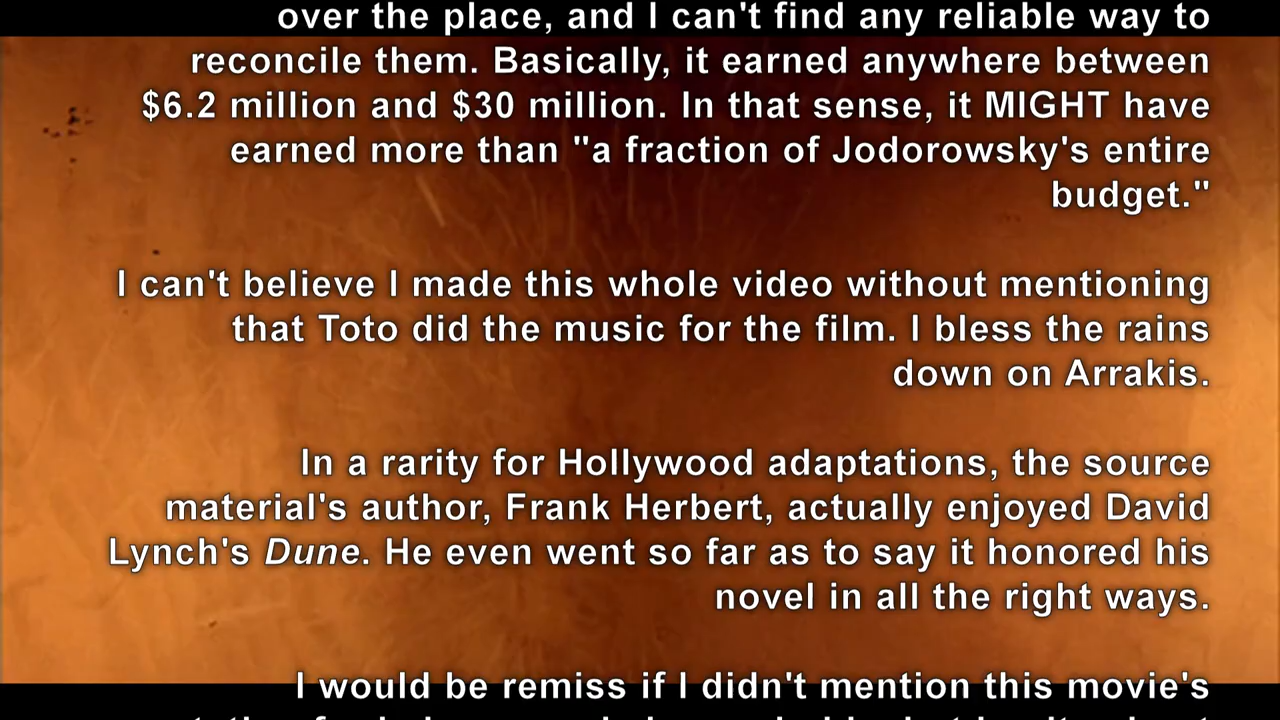 over the place, and I can't find any reliable way to
reconcile them. Basically, it earned anywhere between
$6.2 million and $30 million. In that sense, it MIGHT have
earned more than "a fraction of Jodorowsky's entire
budget."
I can't believe I made this whole video without mentioning
that Toto did the music for the film. I bless the rains
down on Arrakis.
In a rarity for Hollywood adaptations, the source
material's author, Frank Herbert, actually enjoyed David
Lynch's Dune. He even went so far as to say it honored his
novel in all the right ways.
I would be remiss if I didn't mention this movie's